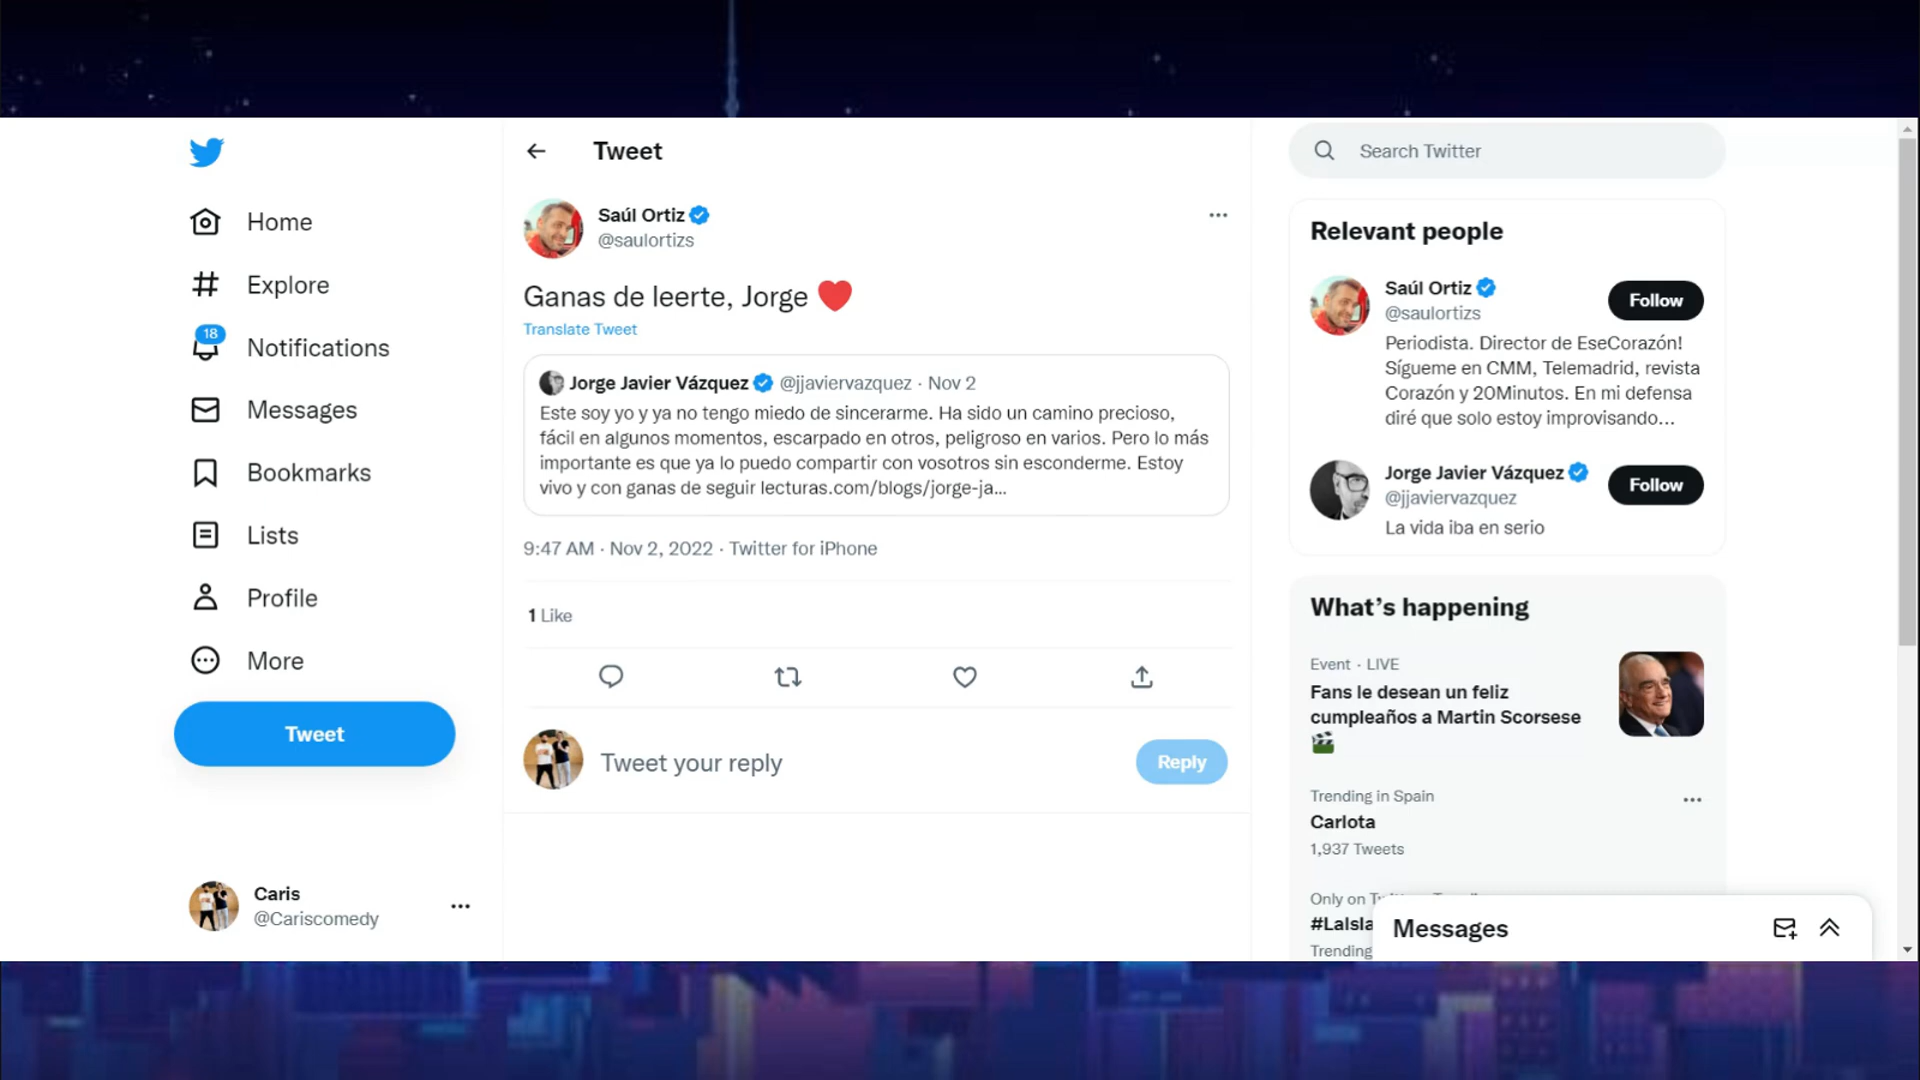 Home
Explore
18
Notifications
Messages
Bookmarks
Lists
Profile
More
Tweet
Caris
@Cariscomedy
Tweet
Saúl Ortiz
@saulortizs
Ganas de leerte, Jorge ❤️
Translate Tweet
Jorge Javier Vázquez @jjaviervazquez · Nov 2
Este soy yo y ya no tengo miedo de sincerarme. Ha sido un camino precioso,
fácil en algunos momentos, escarpado en otros, peligroso en varios. Pero lo más
importante es que ya lo puedo compartir con vosotros sin esconderme. Estoy
vivo y con ganas de seguir lecturas.com/blogs/jorge-ja...
9:47 AM · Nov 2, 2022 · Twitter for iPhone
1 Like
Tweet your reply
Reply
Search Twitter
Relevant people
Saúl Ortiz
@saulortizs
Follow
Periodista. Director de EseCorazón!
Sígueme en CMM, Telemadrid, revista
Corazón y 20Minutos. En mi defensa
diré que solo estoy improvisando...
Jorge Javier Vázquez
@jjaviervazquez
Follow
La vida iba en serio
What's happening
Event · LIVE
Fans le desean un feliz
cumpleaños a Martin Scorsese
🎬
Trending in Spain
Carlota
1,937 Tweets
Only on
#LaIsla
Trending
Messages